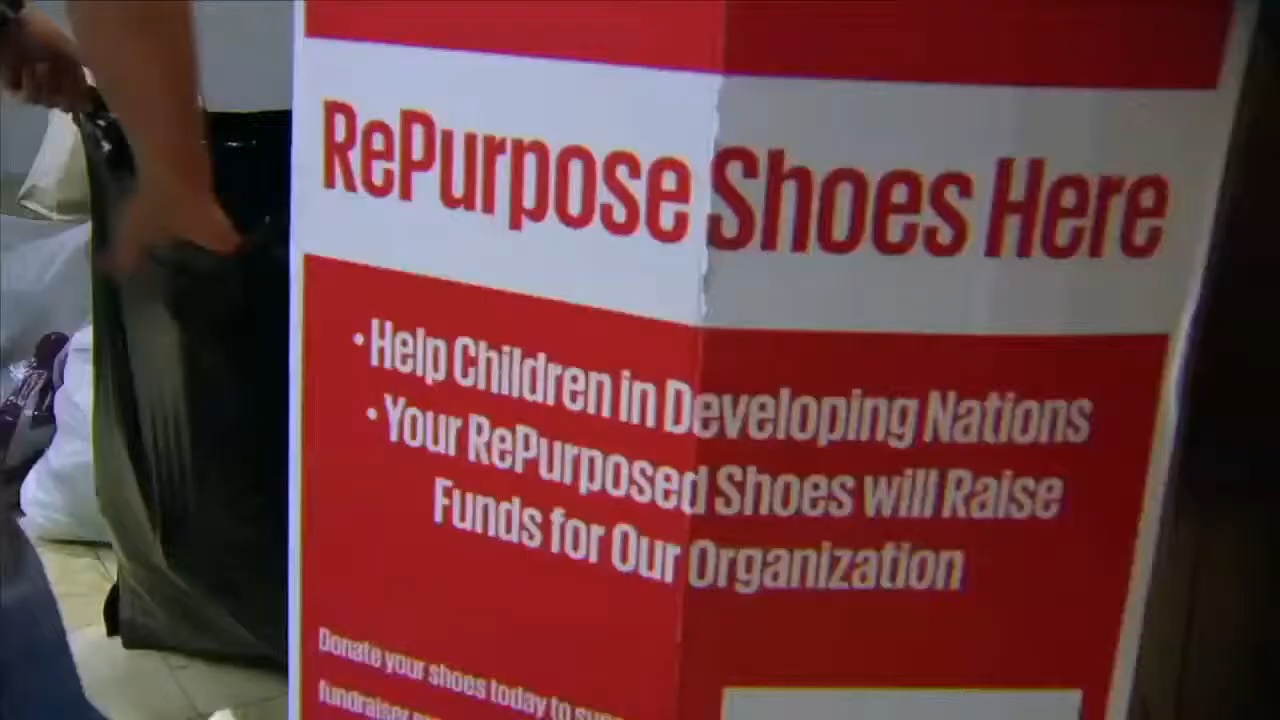 RePurpose Shoes Here
• Help Children in Developing Nations
• Your RePurposed Shoes will Raise
Funds for Our Organization
Donate your shoes today to
fundraiser